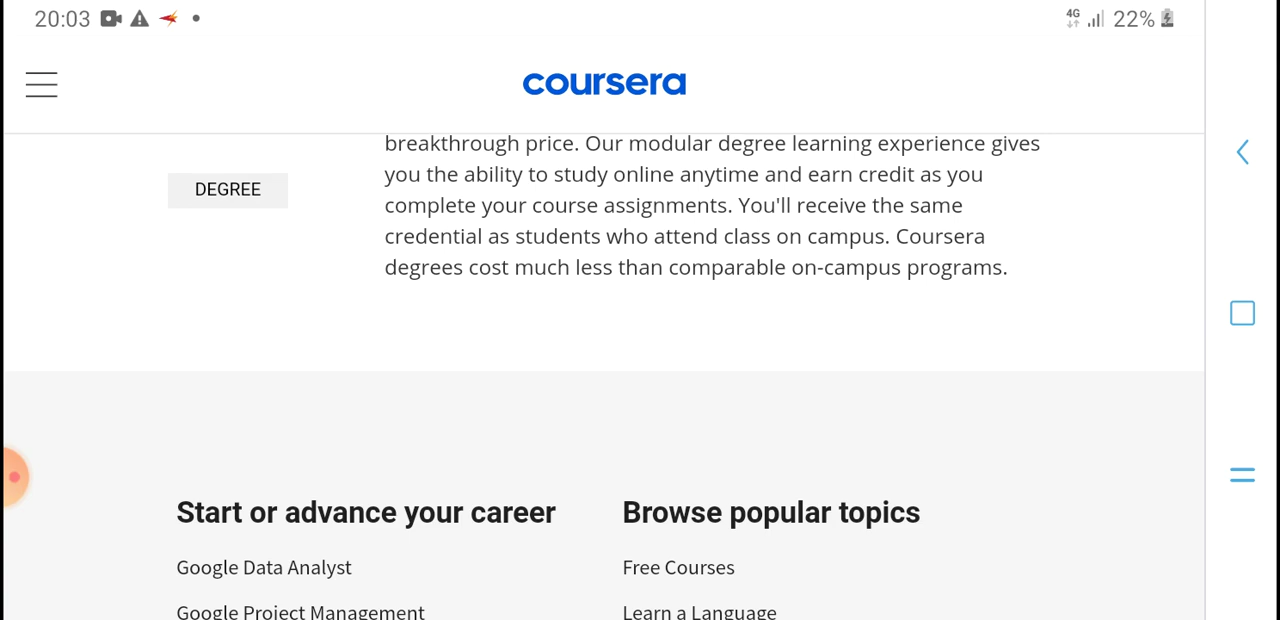 20:03
4G 22%
coursera
breakthrough price. Our modular degree learning experience gives
DEGREE
you the ability to study online anytime and earn credit as you
complete your course assignments. You'll receive the same
credential as students who attend class on campus. Coursera
degrees cost much less than comparable on-campus programs.
Start or advance your career
Google Data Analyst
Google Project Management
Browse popular topics
Free Courses
Learn a Language